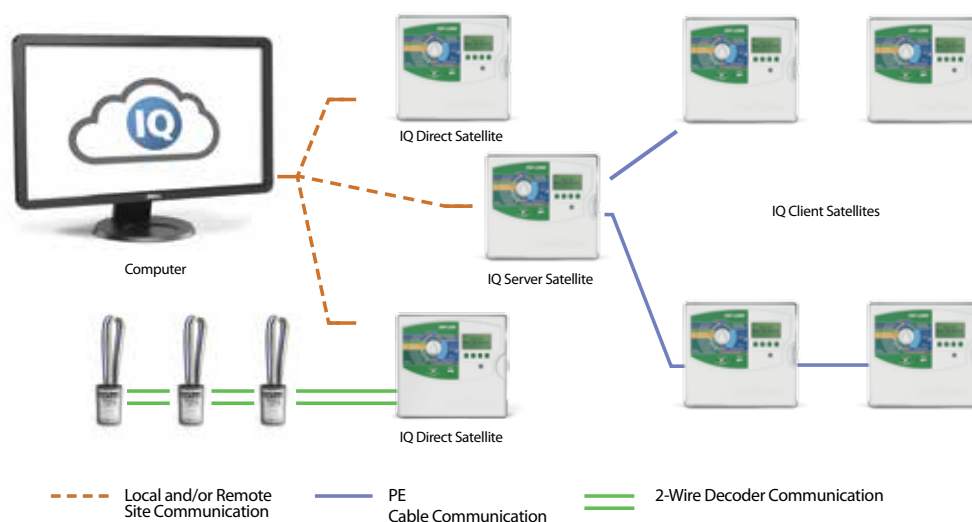 IQ
IQ Direct Satellite
IQ Client Satellites
IQ Server Satellite
Computer
IQ Direct Satellite
Local and/or Remote
Site Communication
PE
Cable Communication
2-Wire Decoder Communication